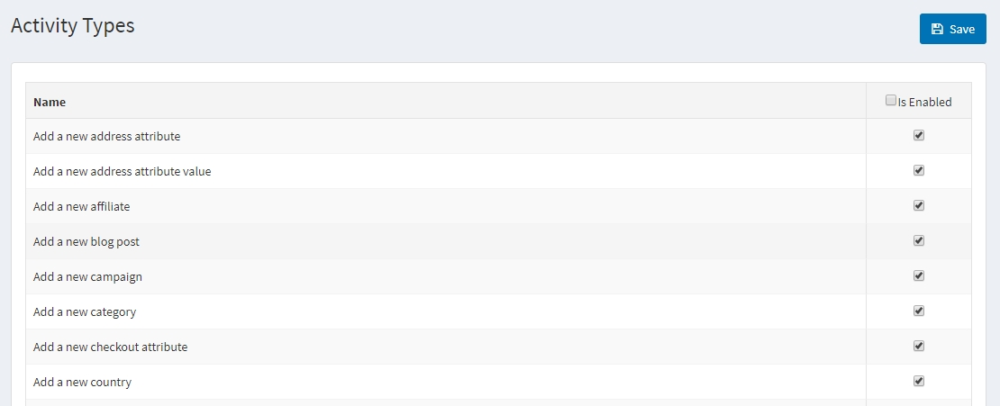 Activity Types
Save
Name
Is Enabled
Add a new address attribute
Add a new address attribute value
Add a new affiliate
Add a new blog post
Add a new campaign
Add a new category
Add a new checkout attribute
Add a new country